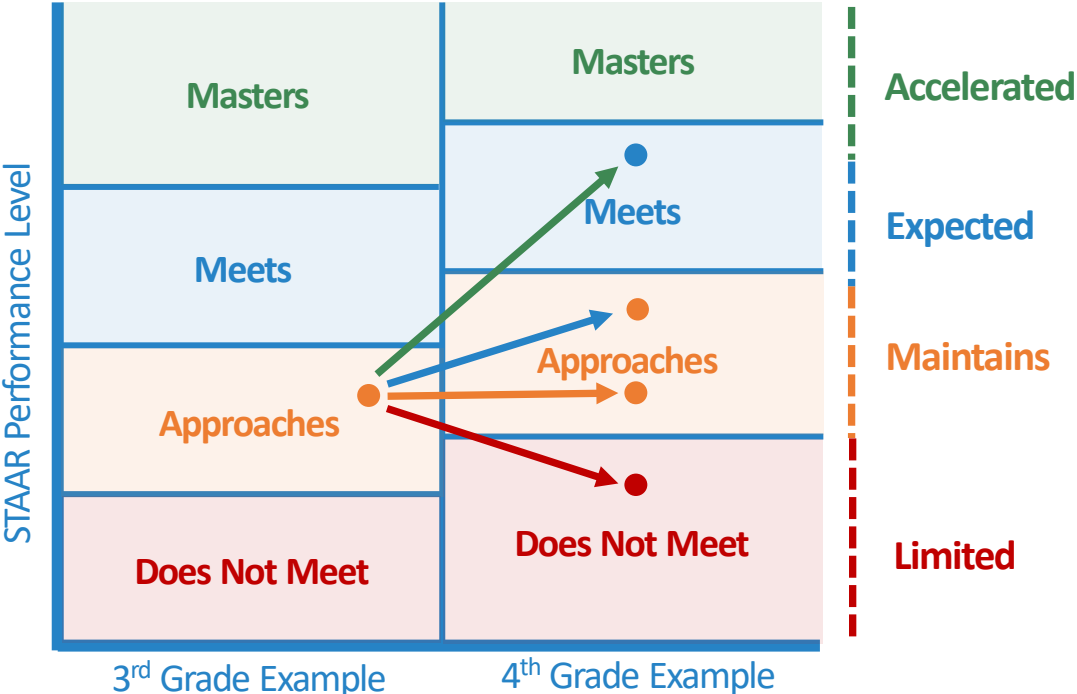 STAAR Performance Level
Masters
Meets
Approaches
Does Not Meet
3rd Grade Example
Masters
Meets
Approaches
Does Not Meet
4th Grade Example
Accelerated
Expected
Maintains
Limited